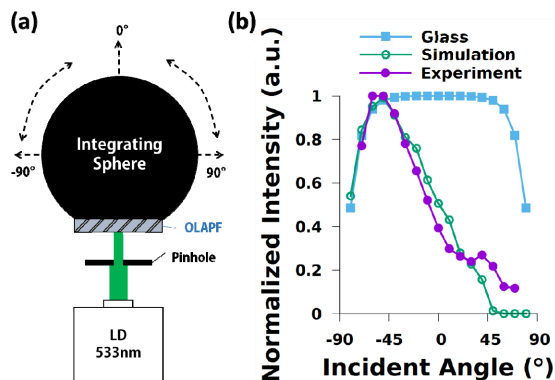 (a)
0°
Integrating
Sphere
-90°
90°
OLAPF
Pinhole
LD
533nm
(b)
Glass
Simulation
Experiment
Normalized Intensity (a.u.)
1
0.8
0.6
0.4
0.2
0
-90
-45
0
45
90
Incident Angle (°)